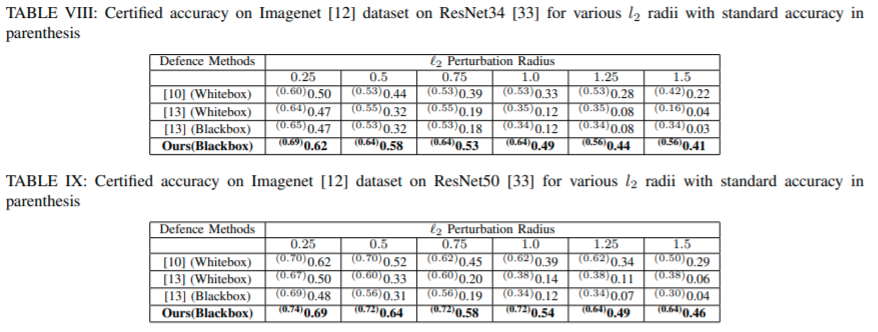 TABLE VIII: Certified accuracy on Imagenet [12] dataset on ResNet34 [33] for various l2 radii with standard accuracy in
parenthesis
Defence Methods ℓ2 Perturbation Radius
0.25 0.5 0.75 1.0 1.25 1.5
[10] (Whitebox) (0.60)0.50 (0.53)0.44 (0.53)0.39 (0.53)0.33 (0.53)0.28 (0.42)0.22
[13] (Whitebox) (0.64)0.47 (0.55)0.32 (0.55)0.19 (0.35)0.12 (0.35)0.08 (0.16)0.04
[13] (Blackbox) (0.65)0.47 (0.53)0.32 (0.53)0.18 (0.34)0.12 (0.34)0.08 (0.34)0.03
Ours(Blackbox) (0.69)0.62 (0.64)0.58 (0.64)0.53 (0.64)0.49 (0.56)0.44 (0.56)0.41
TABLE IX: Certified accuracy on Imagenet [12] dataset on ResNet50 [33] for various l2 radii with standard accuracy in
parenthesis
Defence Methods ℓ2 Perturbation Radius
0.25 0.5 0.75 1.0 1.25 1.5
[10] (Whitebox) (0.70)0.62 (0.70)0.52 (0.62)0.45 (0.62)0.39 (0.62)0.34 (0.50)0.29
[13] (Whitebox) (0.67)0.50 (0.60)0.33 (0.60)0.20 (0.38)0.14 (0.38)0.11 (0.38)0.06
[13] (Blackbox) (0.69)0.48 (0.56)0.31 (0.56)0.19 (0.34)0.12 (0.34)0.07 (0.30)0.04
Ours(Blackbox) (0.74)0.69 (0.72)0.64 (0.72)0.58 (0.72)0.54 (0.64)0.49 (0.64)0.46